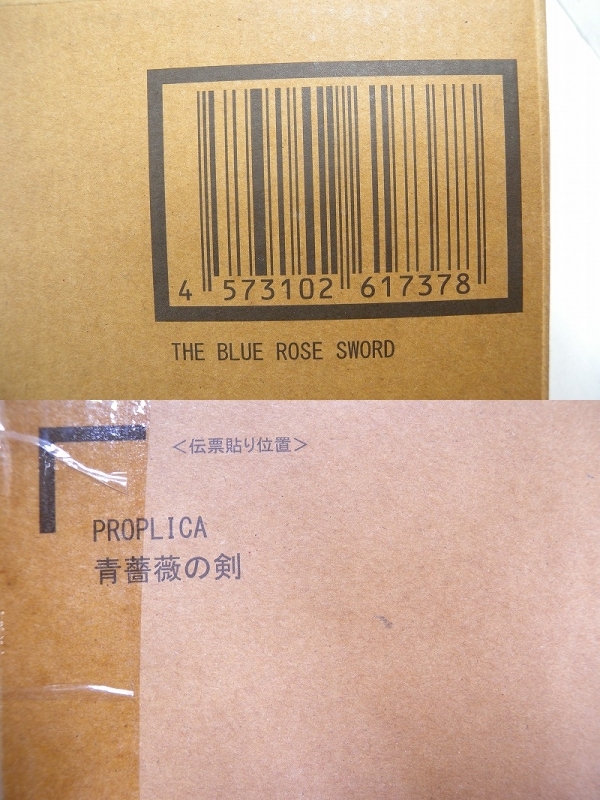 4 573102 617378
THE BLUE ROSE SWORD
<伝票貼り位置>
PROPLICA
青薔薇の剣